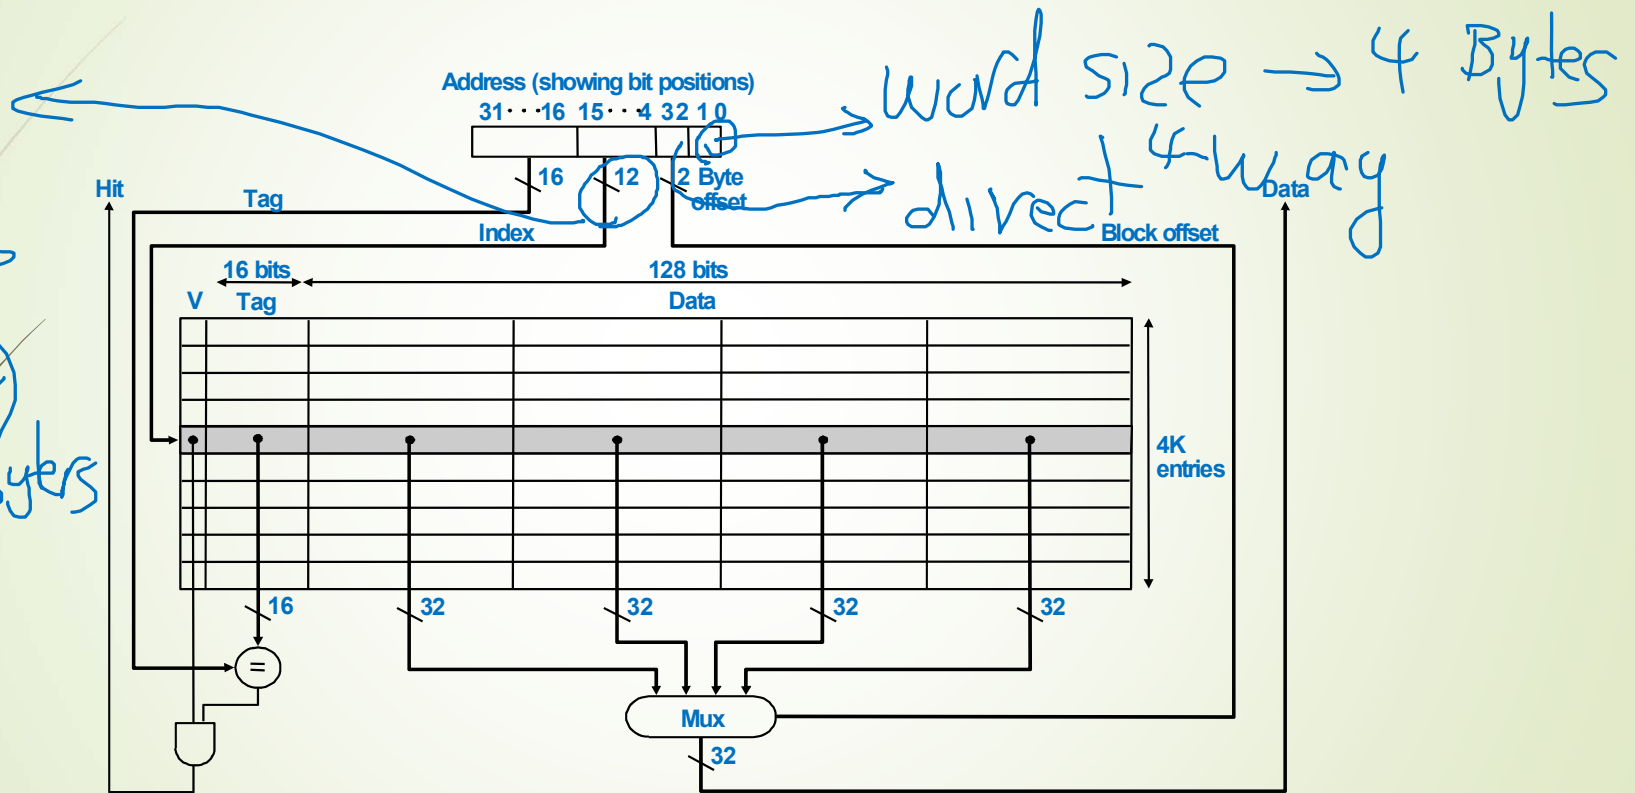 word size → 4 Bytes
Address (showing bit positions)
31 · · · 16 15 · · · 4 3 2 1 0
direct 4-way
16 12 2 Byte offset
Hit
Tag
Data
Index
Block offset
16 bits 128 bits
V Tag Data
4K
entries
16 32 32 32 32
=
Mux
32